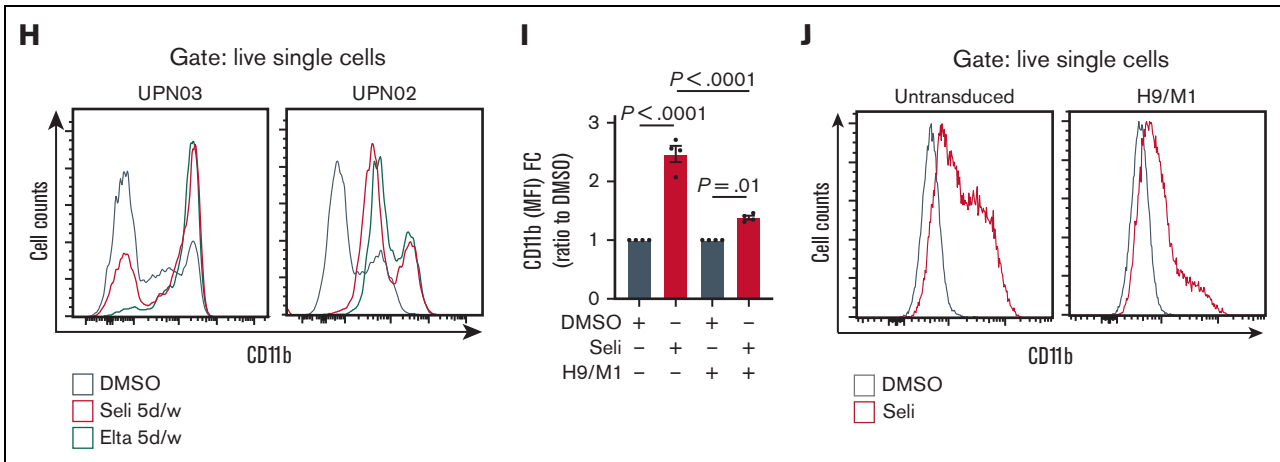 H
Gate: live single cells
UPN03
UPN02
Cell counts
CD11b
DMSO
Seli 5d/w
Elta 5d/w
I
P < .0001
P < .0001
P = .01
CD11b (MFI) FC
(ratio to DMSO)
3
2
1
0
DMSO + − + −
Seli − + − +
H9/M1 − − + +
J
Gate: live single cells
Untransduced
H9/M1
Cell counts
CD11b
DMSO
Seli